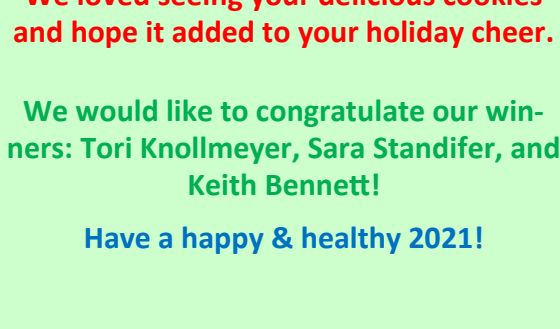 We loved seeing your delicious cookies
and hope it added to your holiday cheer.
We would like to congratulate our win-
ners: Tori Knollmeyer, Sara Standifer, and
Keith Bennett!
Have a happy & healthy 2021!